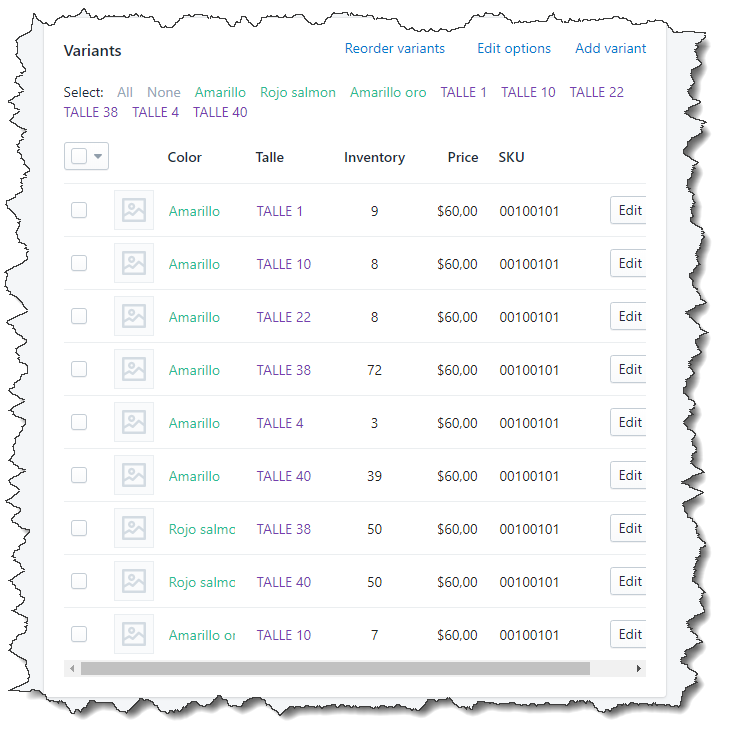 Variants Reorder variants Edit options Add variant
Select: All None Amarillo Rojo salmon Amarillo oro TALLE 1 TALLE 10 TALLE 22
TALLE 38 TALLE 4 TALLE 40
Color Talle Inventory Price SKU
Amarillo TALLE 1 9 $60,00 00100101 Edit
Amarillo TALLE 10 8 $60,00 00100101 Edit
Amarillo TALLE 22 8 $60,00 00100101 Edit
Amarillo TALLE 38 72 $60,00 00100101 Edit
Amarillo TALLE 4 3 $60,00 00100101 Edit
Amarillo TALLE 40 39 $60,00 00100101 Edit
Rojo salmo TALLE 38 50 $60,00 00100101 Edit
Rojo salmo TALLE 40 50 $60,00 00100101 Edit
Amarillo or TALLE 10 7 $60,00 00100101 Edit